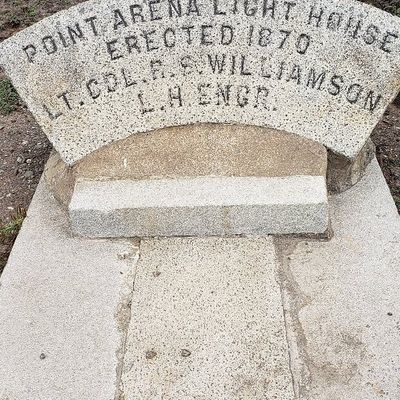 POINT ARENA LIGHT HOUSE
ERECTED 1870
LT. COL. R. S. WILLIAMSON
L. H. ENGR.